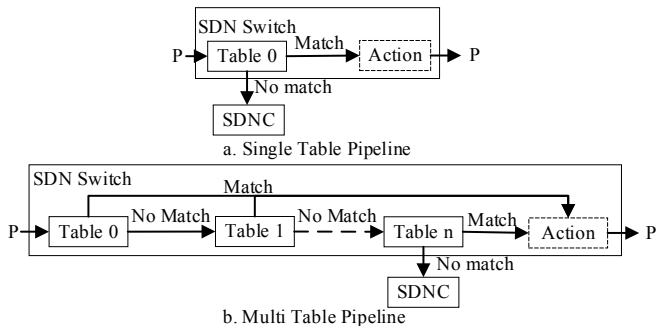 SDN Switch
P Table 0 Match Action P
No match
SDNC
a. Single Table Pipeline
SDN Switch
Match
P Table 0 No Match Table 1 No Match Table n Match Action P
No match
SDNC
b. Multi Table Pipeline